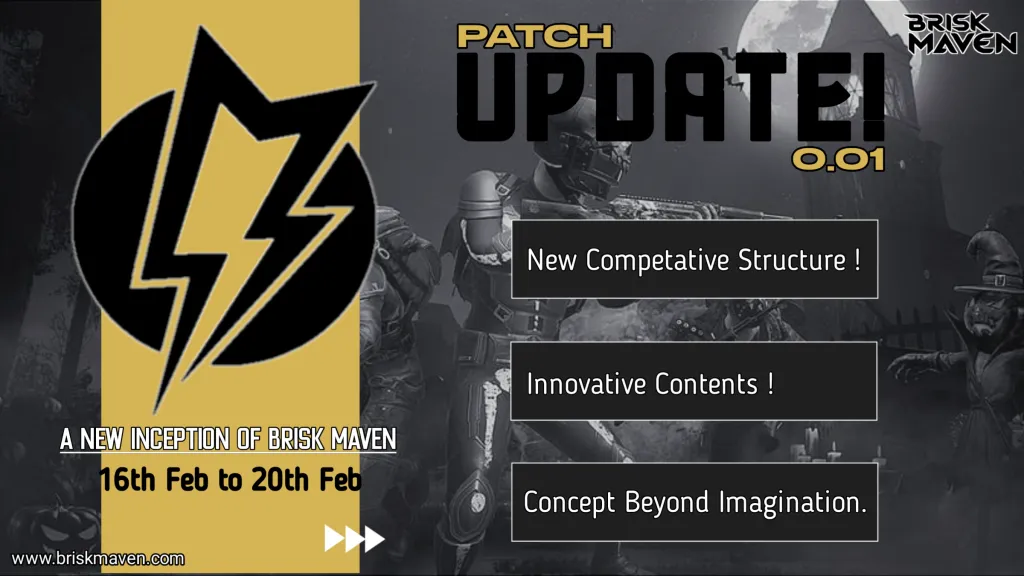 BRISK
MAVEN
PATCH
UPDATE!
0.01
New Competative Structure !
Innovative Contents !
Concept Beyond Imagination.
A NEW INCEPTION OF BRISK MAVEN
16th Feb to 20th Feb
www.briskmaven.com